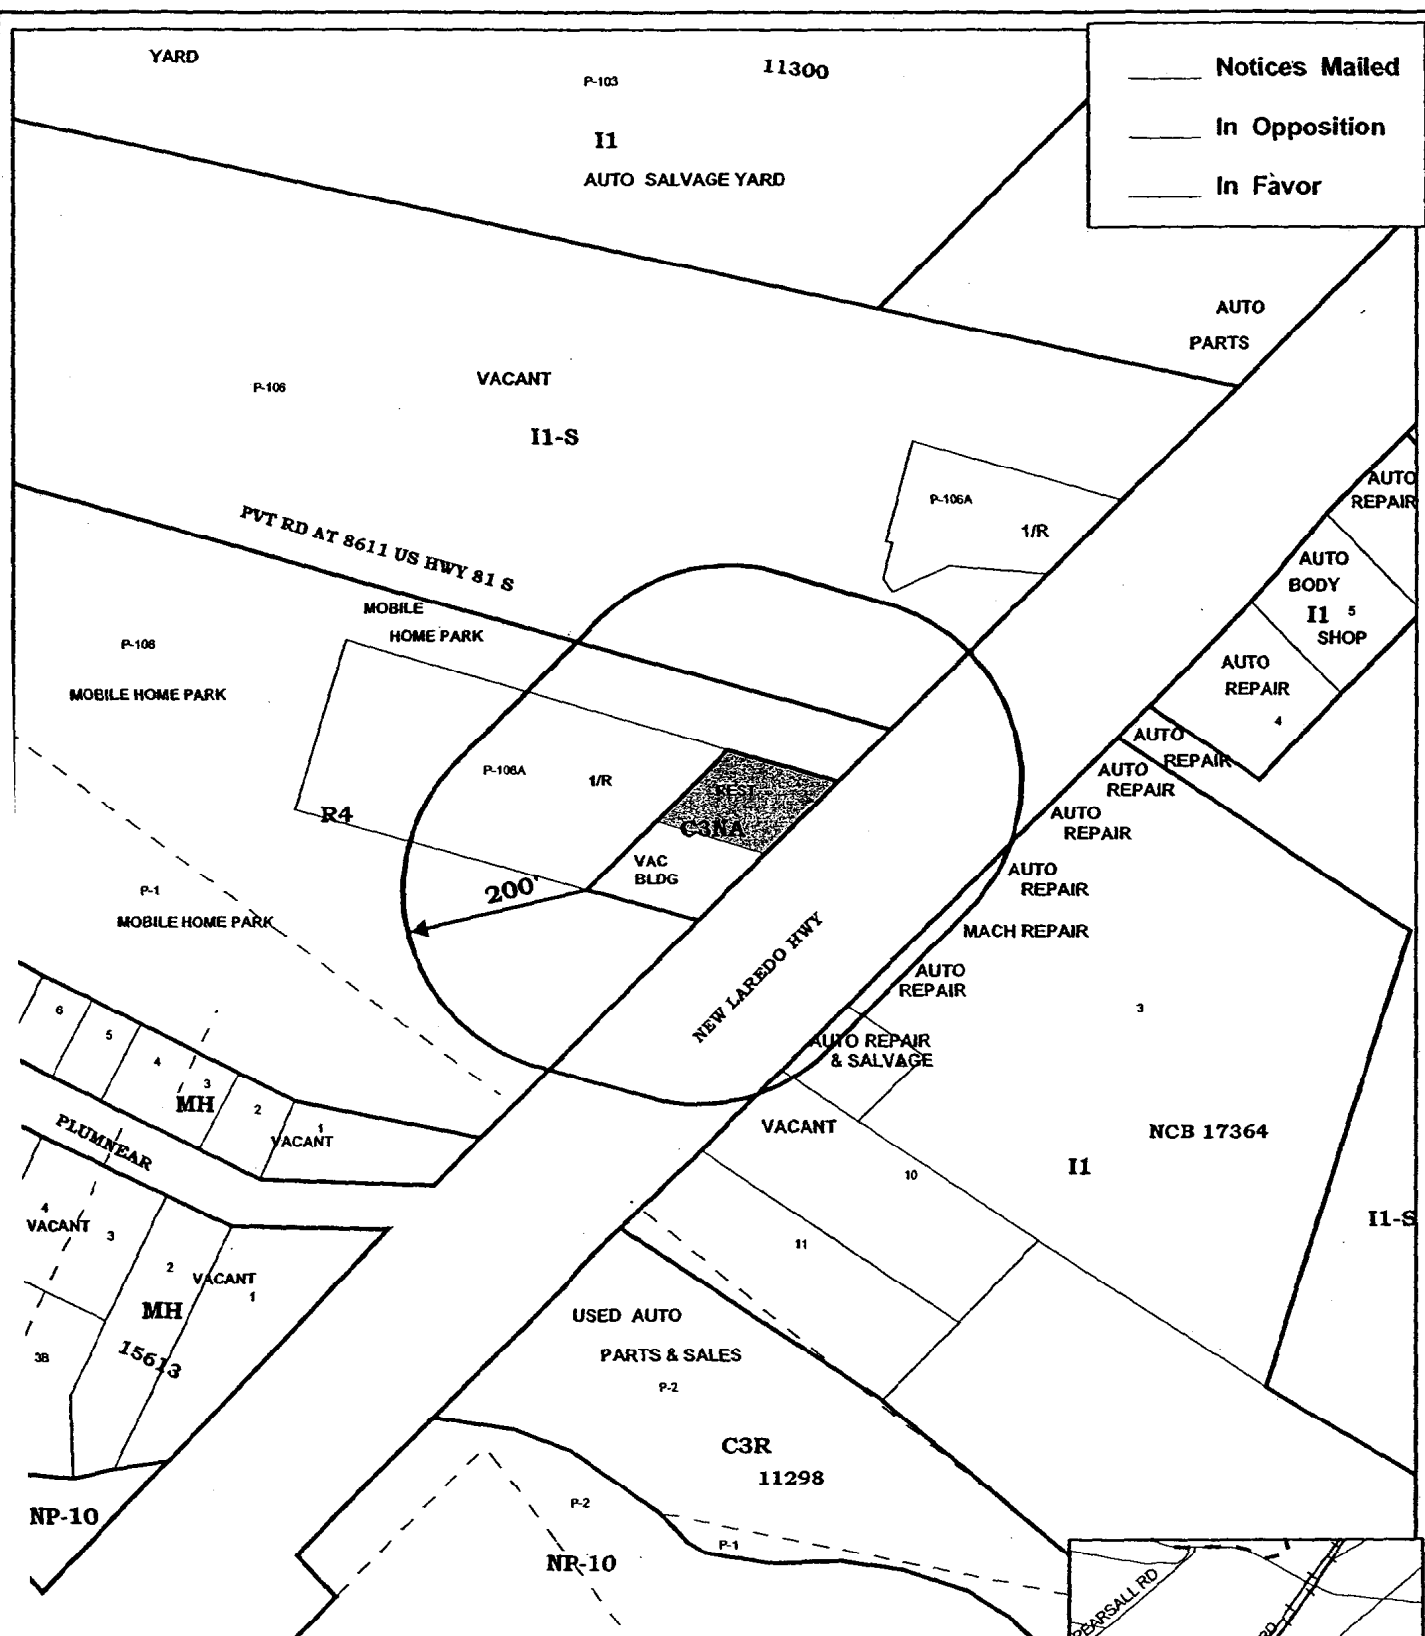 YARD
P-103
11300
I1
AUTO SALVAGE YARD
Notices Mailed
In Opposition
In Favor
AUTO
PARTS
P-106
VACANT
I1-S
P-106A
1/R
AUTO
REPAIR
AUTO
BODY
I1 5
SHOP
AUTO
REPAIR
4
PVT RD AT 8611 US HWY 81 S
MOBILE
HOME PARK
P-106
MOBILE HOME PARK
P-106A
1/R
R4
REST
C3NA
VAC
BLDG
200'
P-1
MOBILE HOME PARK
NEW LAREDO HWY
AUTO
REPAIR
AUTO
REPAIR
AUTO
REPAIR
AUTO
REPAIR
MACH REPAIR
AUTO
REPAIR
AUTO REPAIR
& SALVAGE
3
6
5
4
3
MH
2
1
VACANT
PLUMNEAR
VACANT
NCB 17364
I1
10
11
I1-S
4
VACANT
3
2
VACANT
1
MH
15613
3B
NP-10
USED AUTO
PARTS & SALES
P-2
C3R
11298
P-2
P-1
NP-10
PEARSALL RD
RD